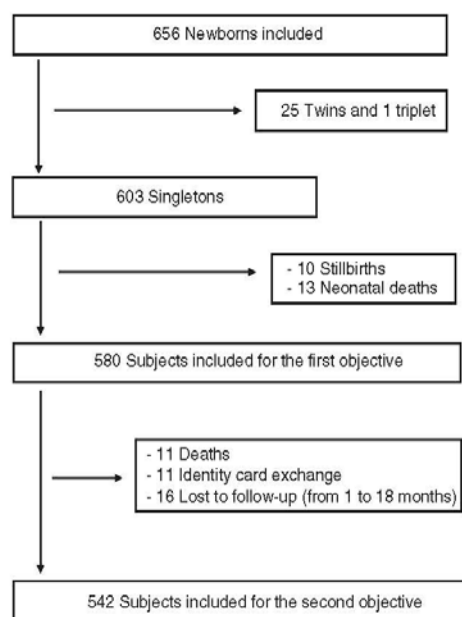 656 Newborns included
25 Twins and 1 triplet
603 Singletons
- 10 Stillbirths
- 13 Neonatal deaths
580 Subjects included for the first objective
- 11 Deaths
- 11 Identity card exchange
- 16 Lost to follow-up (from 1 to 18 months)
542 Subjects included for the second objective